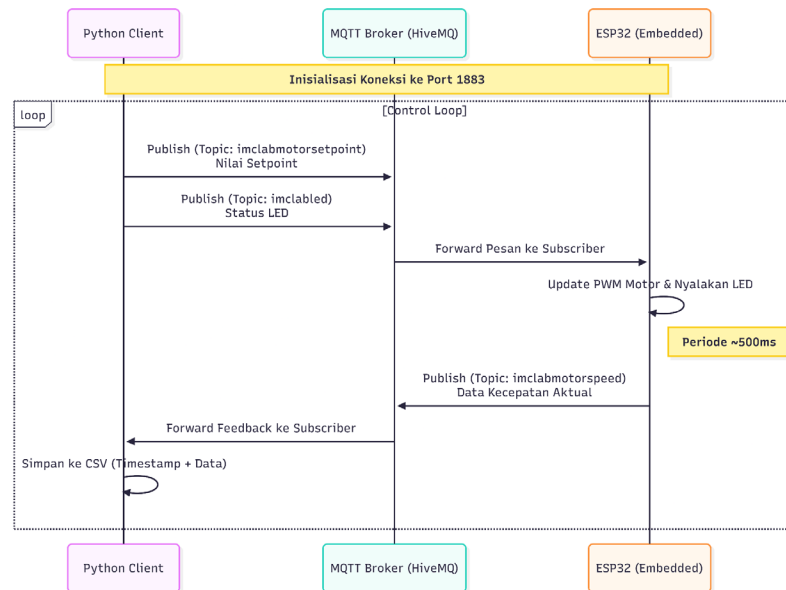 Python Client
MQTT Broker (HiveMQ)
ESP32 (Embedded)
Inisialisasi Koneksi ke Port 1883
loop
[Control Loop]
Publish (Topic: imclabmotorsetpoint)
Nilai Setpoint
Publish (Topic: imclabled)
Status LED
Forward Pesan ke Subscriber
Update PWM Motor & Nyalakan LED
Periode ~500ms
Publish (Topic: imclabmotorspeed)
Data Kecepatan Aktual
Forward Feedback ke Subscriber
Simpan ke CSV (Timestamp + Data)
Python Client
MQTT Broker (HiveMQ)
ESP32 (Embedded)